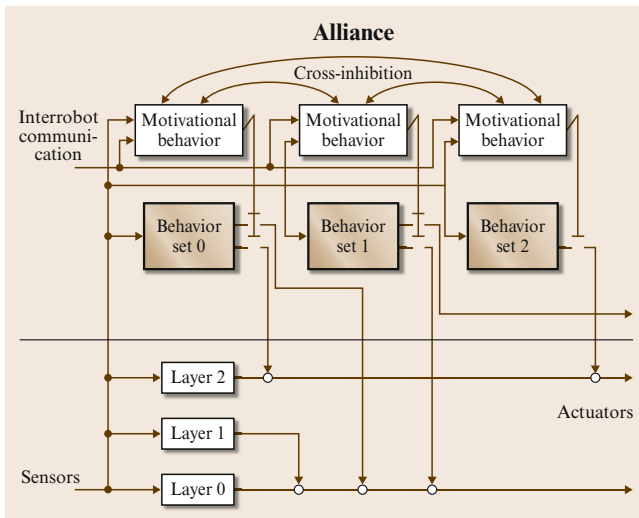 Alliance
Cross-inhibition
Interrobot
communi-
cation
Motivational
behavior
Motivational
behavior
Motivational
behavior
Behavior
set 0
Behavior
set 1
Behavior
set 2
Layer 2
Actuators
Layer 1
Sensors
Layer 0